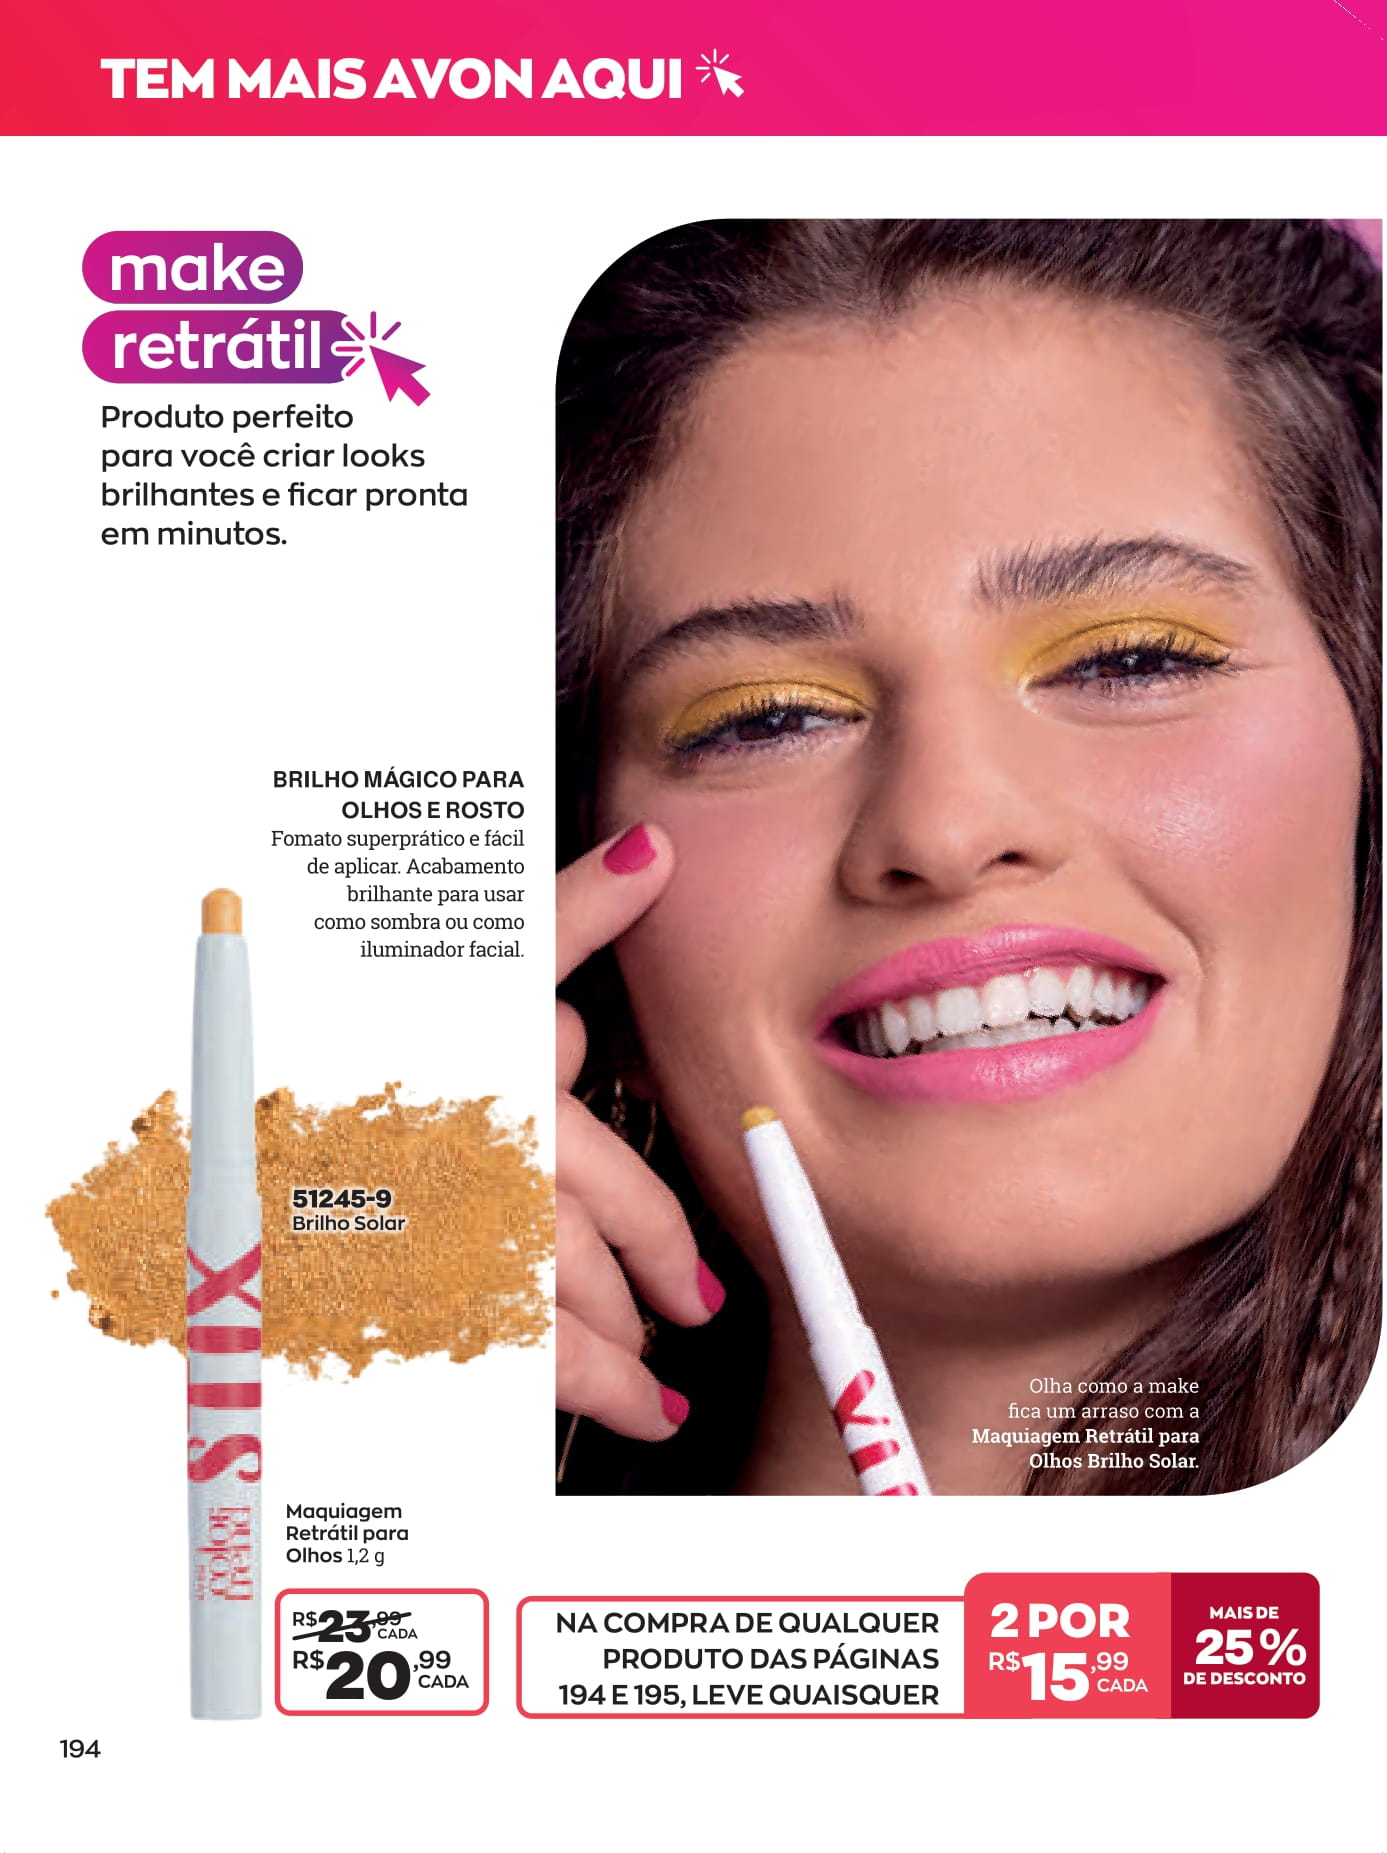 TEM MAIS AVON AQUI
make
retrátil
Produto perfeito
para você criar looks
brilhantes e ficar pronta
em minutos.
BRILHO MÁGICO PARA
OLHOS E ROSTO
Fomato superprático e fácil
de aplicar. Acabamento
brilhante para usar
como sombra ou como
iluminador facial.
51245-9
Brilho Solar
STIX
color
trend
Olha como a make
fica um arraso com a
Maquiagem Retrátil para
Olhos Brilho Solar.
Maquiagem
Retrátil para
Olhos 1,2 g
R$23,99
CADA
R$20,99
CADA
NA COMPRA DE QUALQUER
PRODUTO DAS PÁGINAS
194 E 195, LEVE QUAISQUER
2 POR
R$15,99
CADA
MAIS DE
25%
DE DESCONTO
194